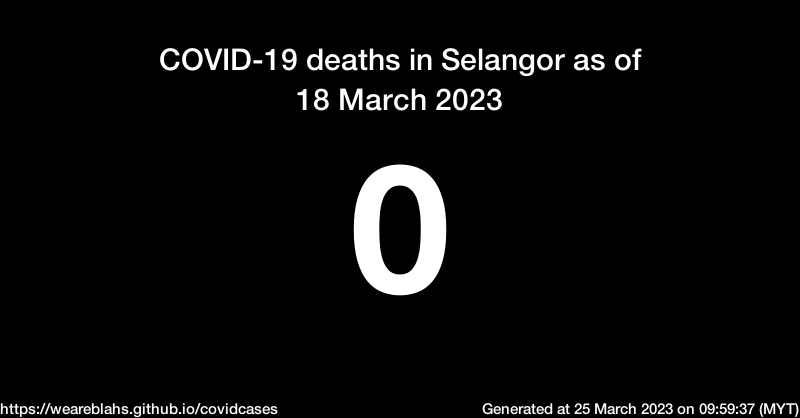 COVID-19 deaths in Selangor as of
18 March 2023
0
https://weareblahs.github.io/covidcases
Generated at 25 March 2023 on 09:59:37 (MYT)